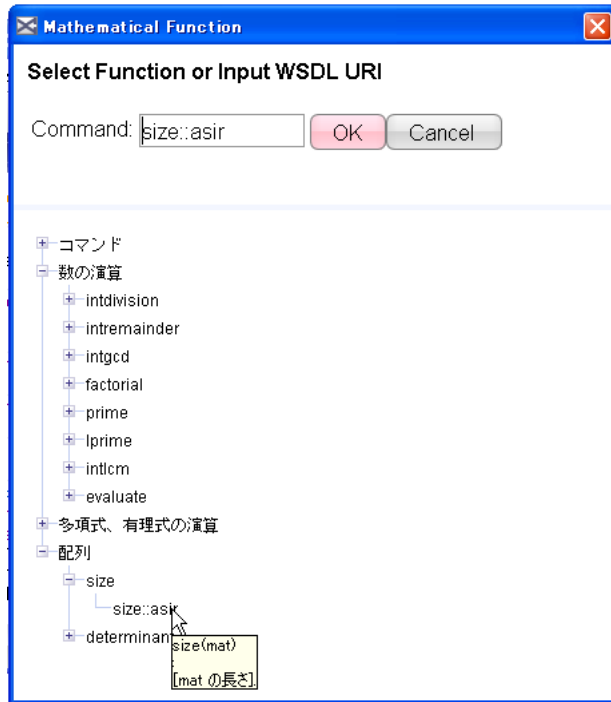 Mathematical Function
Select Function or Input WSDL URI
Command: size::asir OK Cancel
コマンド
数の演算
intdivision
intremainder
intgcd
factorial
prime
lprime
intlcm
evaluate
多項式、有理式の演算
配列
size
size::asir
determinant
size(mat)
:
[mat の長さ].